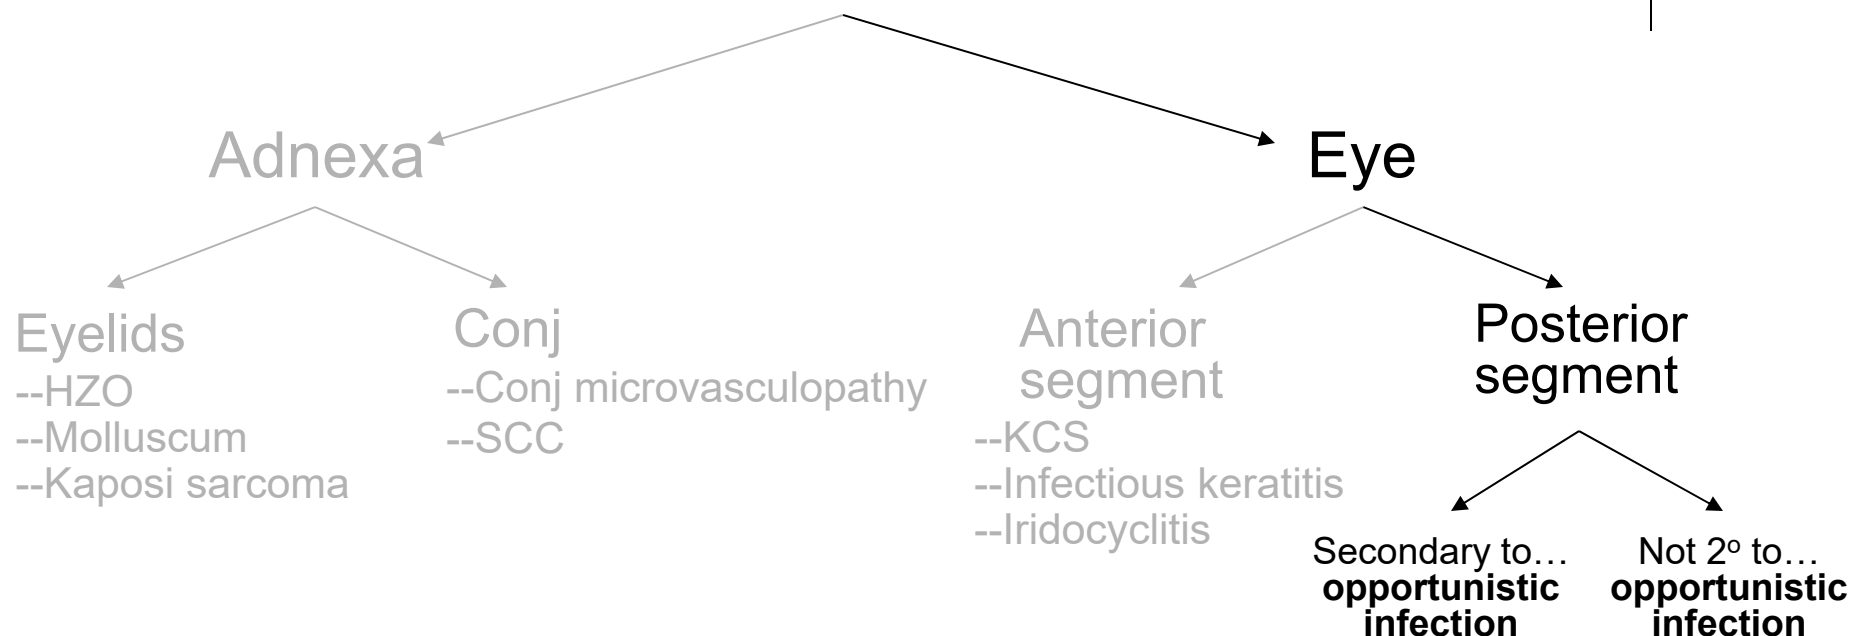 Adnexa
Eye
Eyelids
--HZO
--Molluscum
--Kaposi sarcoma
Conj
--Conj microvasculopathy
--SCC
Anterior
segment
--KCS
--Infectious keratitis
--Iridocyclitis
Posterior
segment
Secondary to…
opportunistic
infection
Not 2º to…
opportunistic
infection